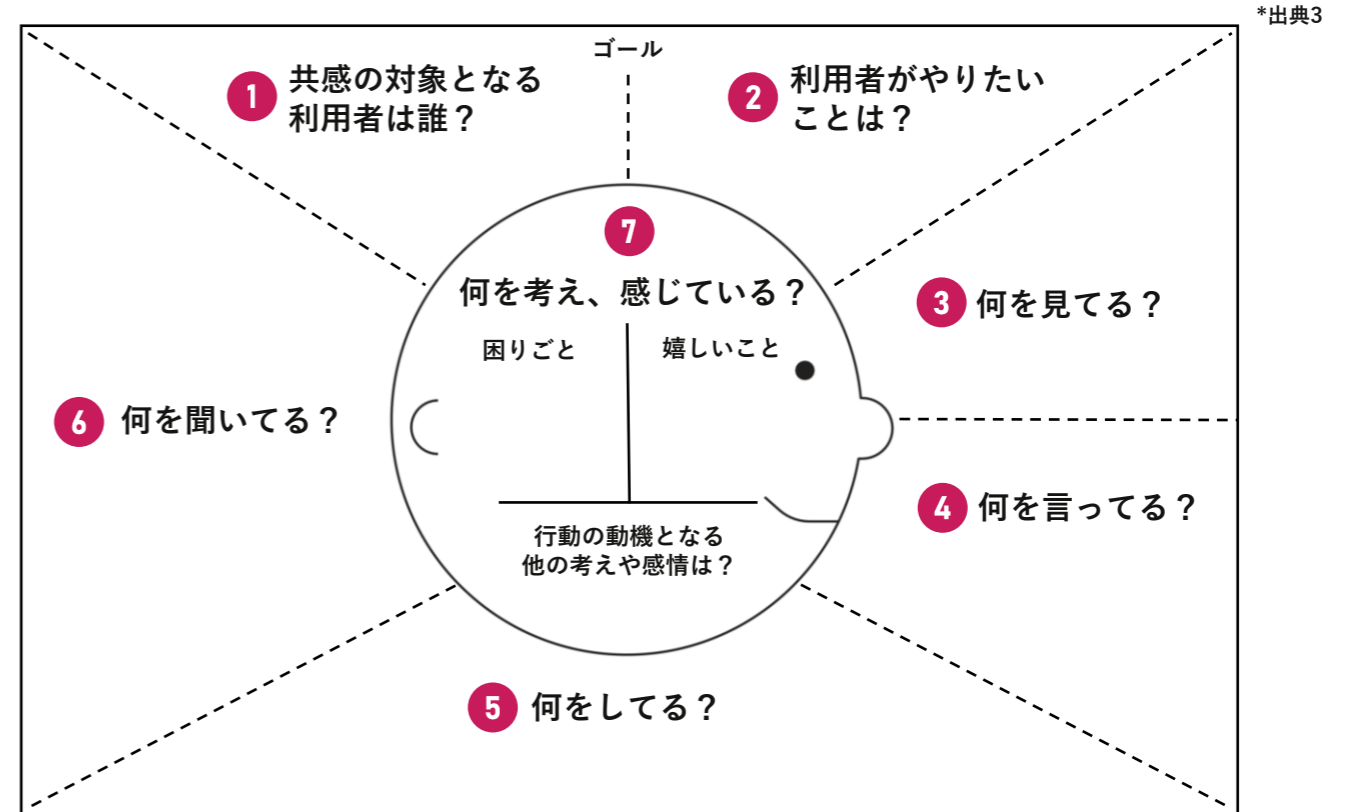 *出典3
ゴール
1 共感の対象となる
利用者は誰？
2 利用者がやりたい
ことは？
7
何を考え、感じている？
困りごと
嬉しいこと
行動の動機となる
他の考えや感情は？
3 何を見てる？
4 何を言ってる？
5 何をしてる？
6 何を聞いてる？